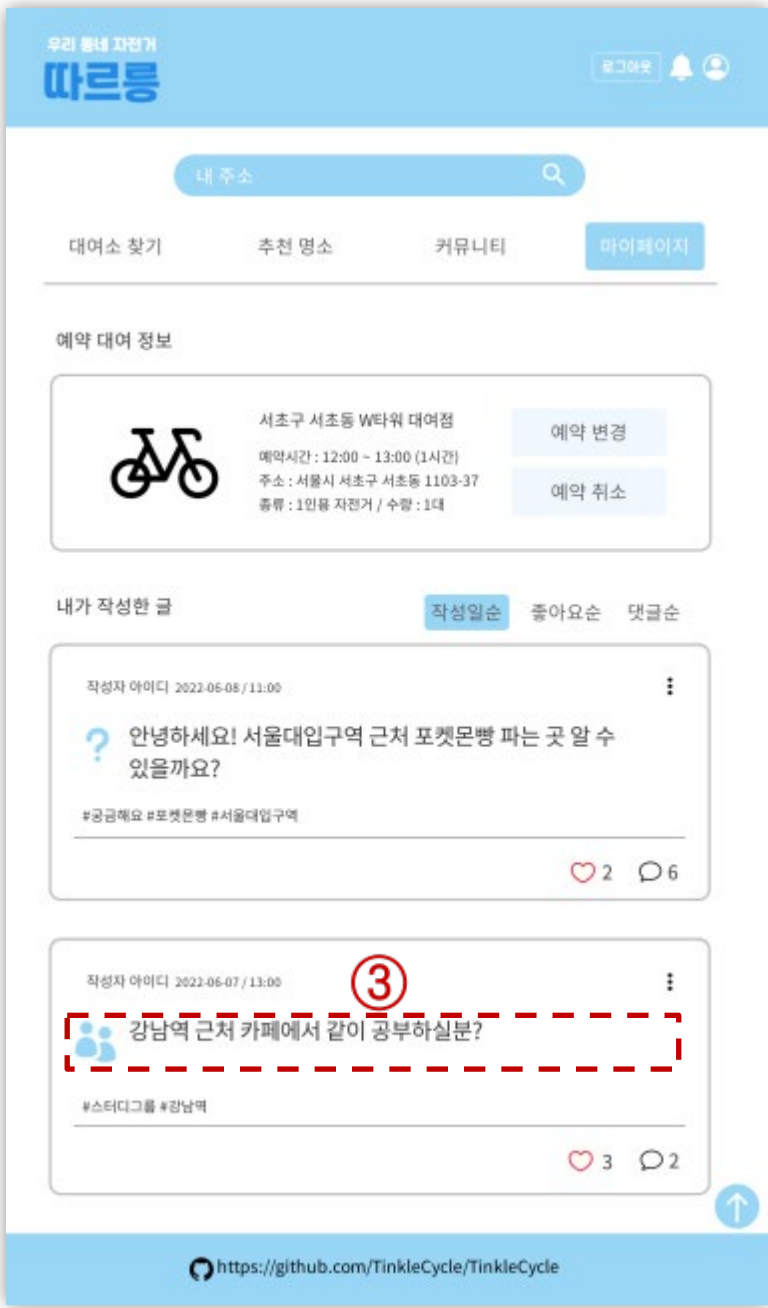 우리 동네 자전거
따르릉
로그아웃
내 주소
대여소 찾기 추천 명소 커뮤니티 마이페이지
예약 대여 정보
서초구 서초동 W타워 대여점
예약시간 : 12:00 ~ 13:00 (1시간)
주소 : 서울시 서초구 서초동 1103-37
종류 : 1인용 자전거 / 수량 : 1대
예약 변경
예약 취소
내가 작성한 글
작성일순 좋아요순 댓글순
작성자 아이디 2022-06-08 / 11:00
? 안녕하세요! 서울대입구역 근처 포켓몬빵 파는 곳 알 수
있을까요?
#궁금해요 #포켓몬빵 #서울대입구역
2 6
작성자 아이디 2022-06-07 / 13:00
③
강남역 근처 카페에서 같이 공부하실분?
#스터디그룹 #강남역
3 2
https://github.com/TinkleCycle/TinkleCycle